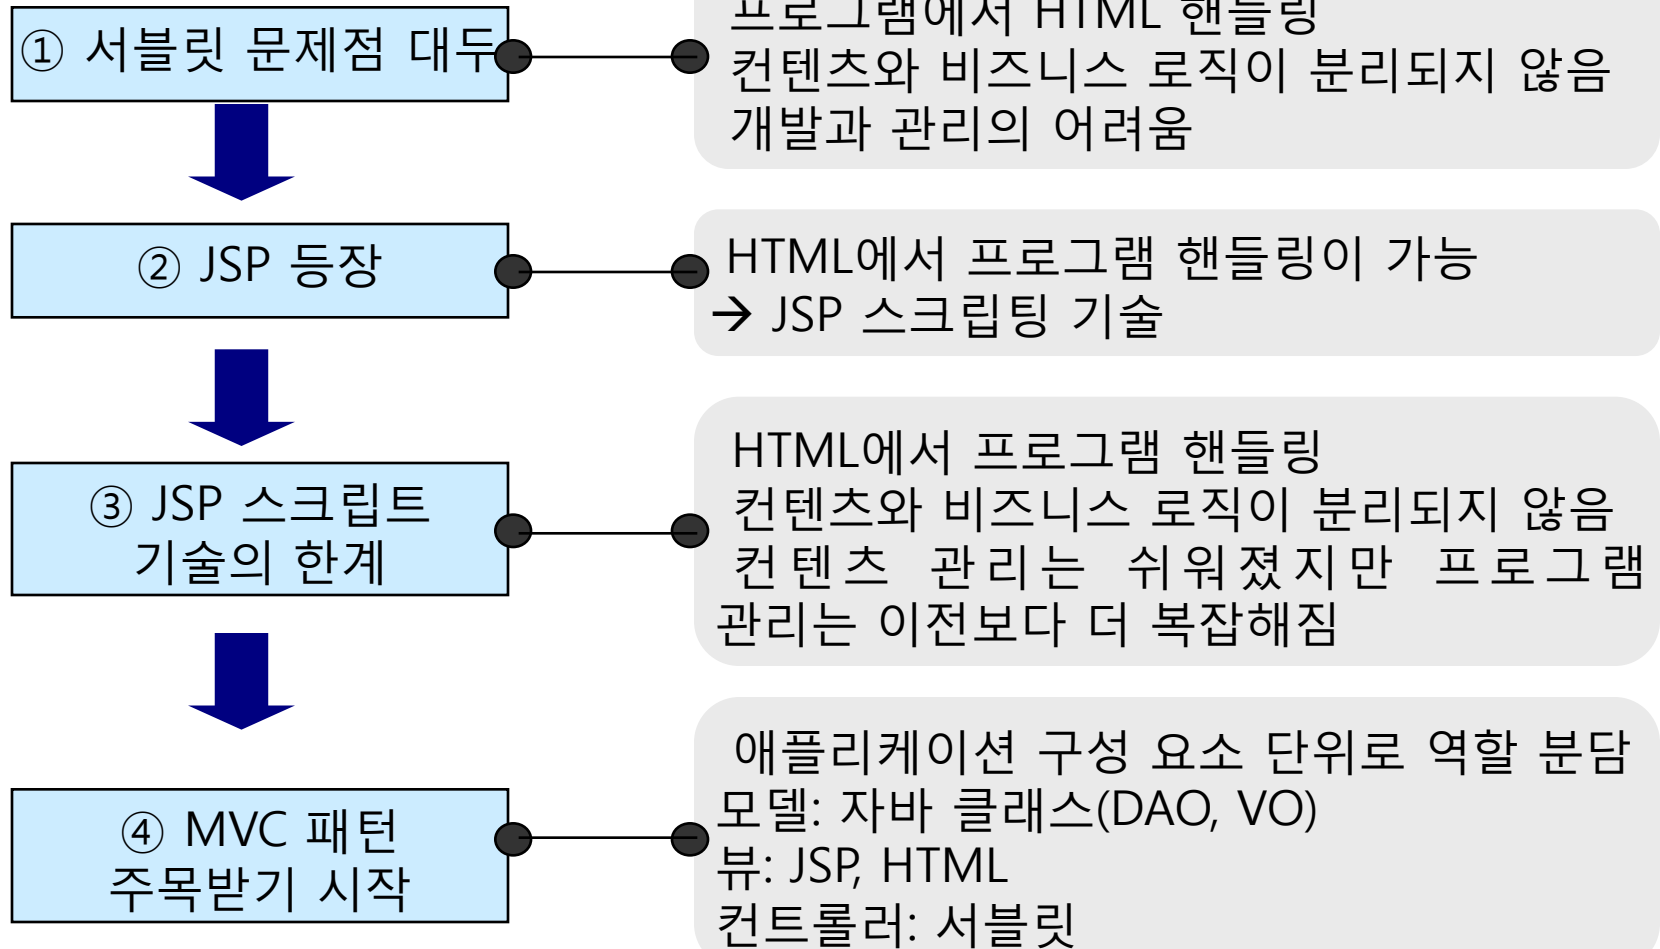 ① 서블릿 문제점 대두
프로그램에서 HTML 핸들링
컨텐츠와 비즈니스 로직이 분리되지 않음
개발과 관리의 어려움
② JSP 등장
HTML에서 프로그램 핸들링이 가능
→ JSP 스크립팅 기술
③ JSP 스크립트
기술의 한계
HTML에서 프로그램 핸들링
컨텐츠와 비즈니스 로직이 분리되지 않음
컨텐츠 관리는 쉬워졌지만 프로그램
관리는 이전보다 더 복잡해짐
④ MVC 패턴
주목받기 시작
애플리케이션 구성 요소 단위로 역할 분담
모델: 자바 클래스(DAO, VO)
뷰: JSP, HTML
컨트롤러: 서블릿